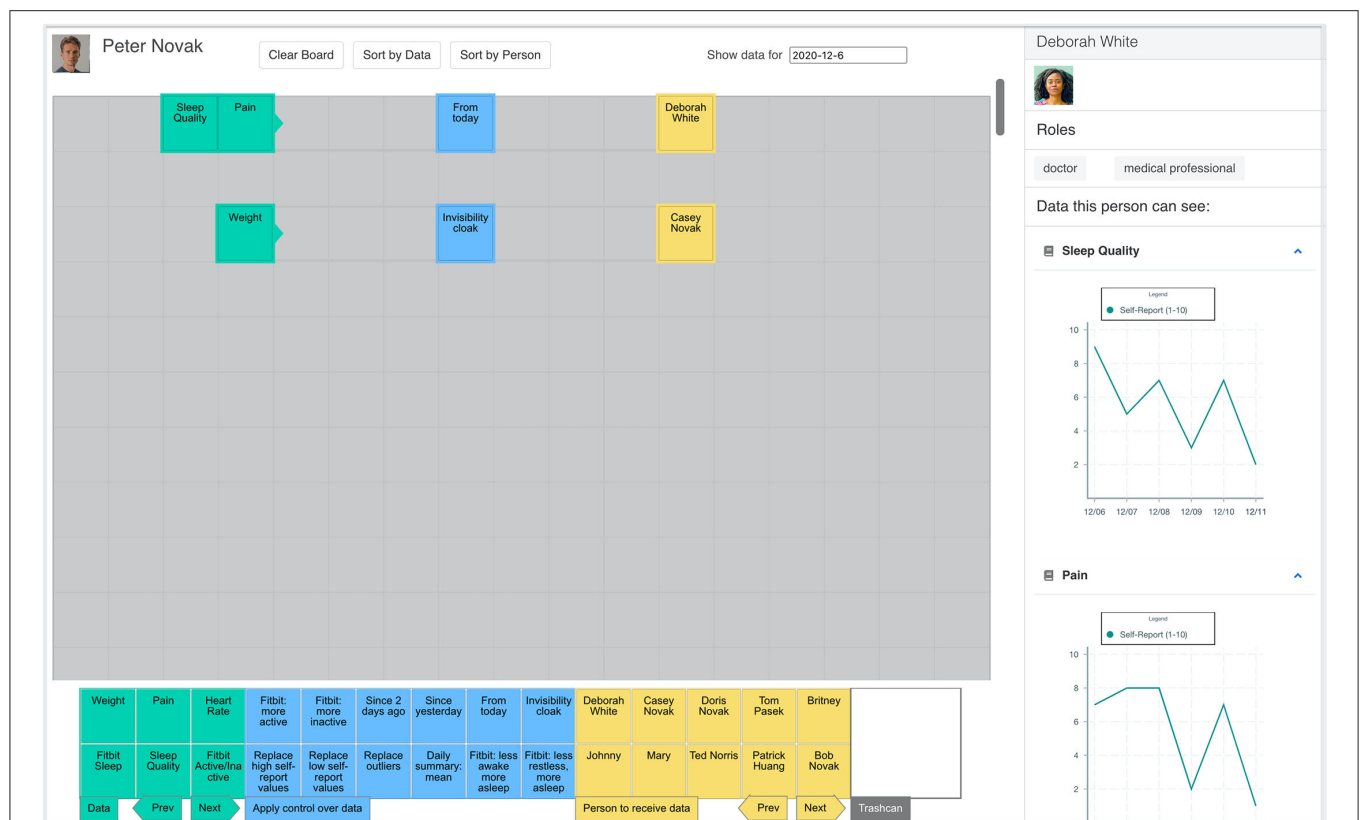 Peter Novak
Clear Board
Sort by Data
Sort by Person
Show data for
2020-12-6
Sleep
Quality
Pain
From
today
Deborah
White
Weight
Invisibility
cloak
Casey
Novak
Deborah White
Roles
doctor
medical professional
Data this person can see:
Sleep Quality
Legend
Self-Report (1-10)
10
8
6
4
2
12/06
12/07
12/08
12/09
12/10
12/11
Pain
Legend
Self-Report (1-10)
10
8
6
4
2
Weight
Pain
Heart
Rate
Fitbit:
more
active
Fitbit:
more
inactive
Since 2
days ago
Since
yesterday
From
today
Invisibility
cloak
Deborah
White
Casey
Novak
Doris
Novak
Tom
Pasek
Britney
Fitbit
Sleep
Sleep
Quality
Fitbit
Active/Ina
ctive
Replace
high self-
report
values
Replace
low self-
report
values
Replace
outliers
Daily
summary:
mean
Fitbit: less
awake
more
asleep
Fitbit: less
restless,
more
asleep
Johnny
Mary
Ted Norris
Patrick
Huang
Bob
Novak
Data
Prev
Next
Apply control over data
Person to receive data
Prev
Next
Trashcan